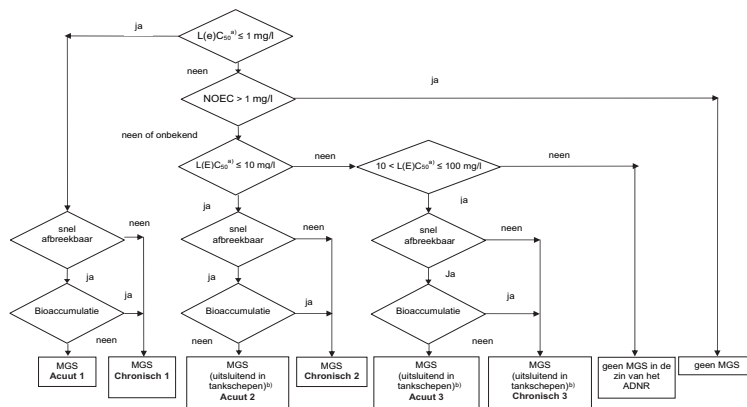 ja
L(e)C₅₀ᵃ⁾ ≤ 1 mg/l
neen
ja
NOEC > 1 mg/l
neen of onbekend
L(E)C₅₀ᵃ⁾ ≤ 10 mg/l
neen
10 < L(E)C₅₀ᵃ⁾ ≤ 100 mg/l
neen
ja
ja
snel
afbreekbaar
neen
snel
afbreekbaar
neen
snel
afbreekbaar
neen
ja
ja
Ja
Bioaccumulatie
ja
Bioaccumulatie
ja
Bioaccumulatie
ja
neen
neen
neen
MGS
Acuut 1
MGS
Chronisch 1
MGS
(uitsluitend in
tankschepen)ᵇ⁾
Acuut 2
MGS
Chronisch 2
MGS
(uitsluitend in
tankschepen)ᵇ⁾
Acuut 3
MGS
(uitsluitend in
tankschepen)ᵇ⁾
Chronisch 3
geen MGS in de
zin van het
ADNR
geen MGS